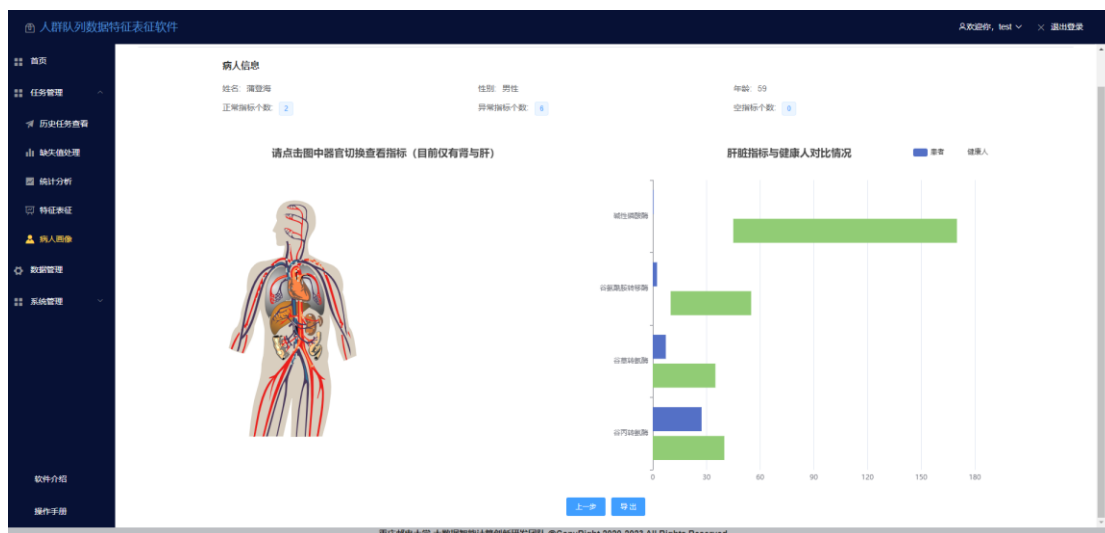 人群队列数据特征表征软件
欢迎你，test
退出登录
首页
任务管理
历史任务查看
缺失值处理
统计分析
特征表征
病人画像
数据管理
系统管理
软件介绍
操作手册
病人信息
姓名: 蒲登海 性别: 男性 年龄: 59
正常指标个数: 2 异常指标个数: 6 空指标个数: 0
请点击图中器官切换查看指标（目前仅有肾与肝）
肝脏指标与健康人对比情况
患者 健康人
碱性磷酸酶
谷氨酰胺转移酶
谷草转氨酶
谷丙转氨酶
0 30 60 90 120 150 180
上一步 导出